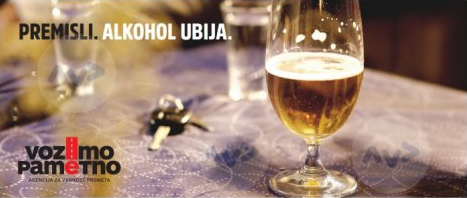 PREMISLI. ALKOHOL UBIJA.
vozimo
pametno
AGENCIJA ZA VARNOST PROMETA